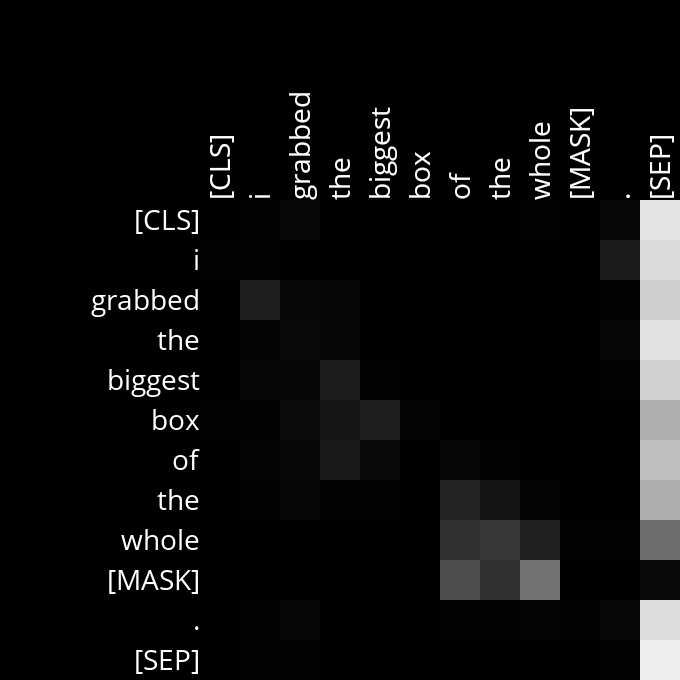 [CLS] i grabbed the biggest box of the whole [MASK] . [SEP]
[CLS]
i
grabbed
the
biggest
box
of
the
whole
[MASK]
.
[SEP]